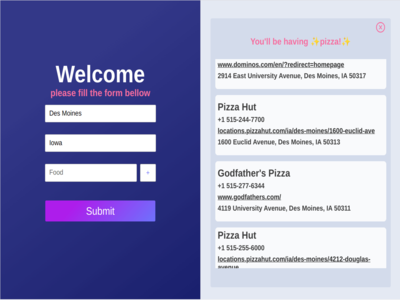 Welcome
please fill the form bellow
Des Moines
Iowa
Food
+
Submit
X
You'll be having ✨pizza!✨
www.dominos.com/en/?redirect=homepage
2914 East University Avenue, Des Moines, IA 50317
Pizza Hut
+1 515-244-7700
locations.pizzahut.com/ia/des-moines/1600-euclid-ave
1600 Euclid Avenue, Des Moines, IA 50313
Godfather's Pizza
+1 515-277-6344
www.godfathers.com/
4119 University Avenue, Des Moines, IA 50311
Pizza Hut
+1 515-255-6000
locations.pizzahut.com/ia/des-moines/4212-douglas-
avenue